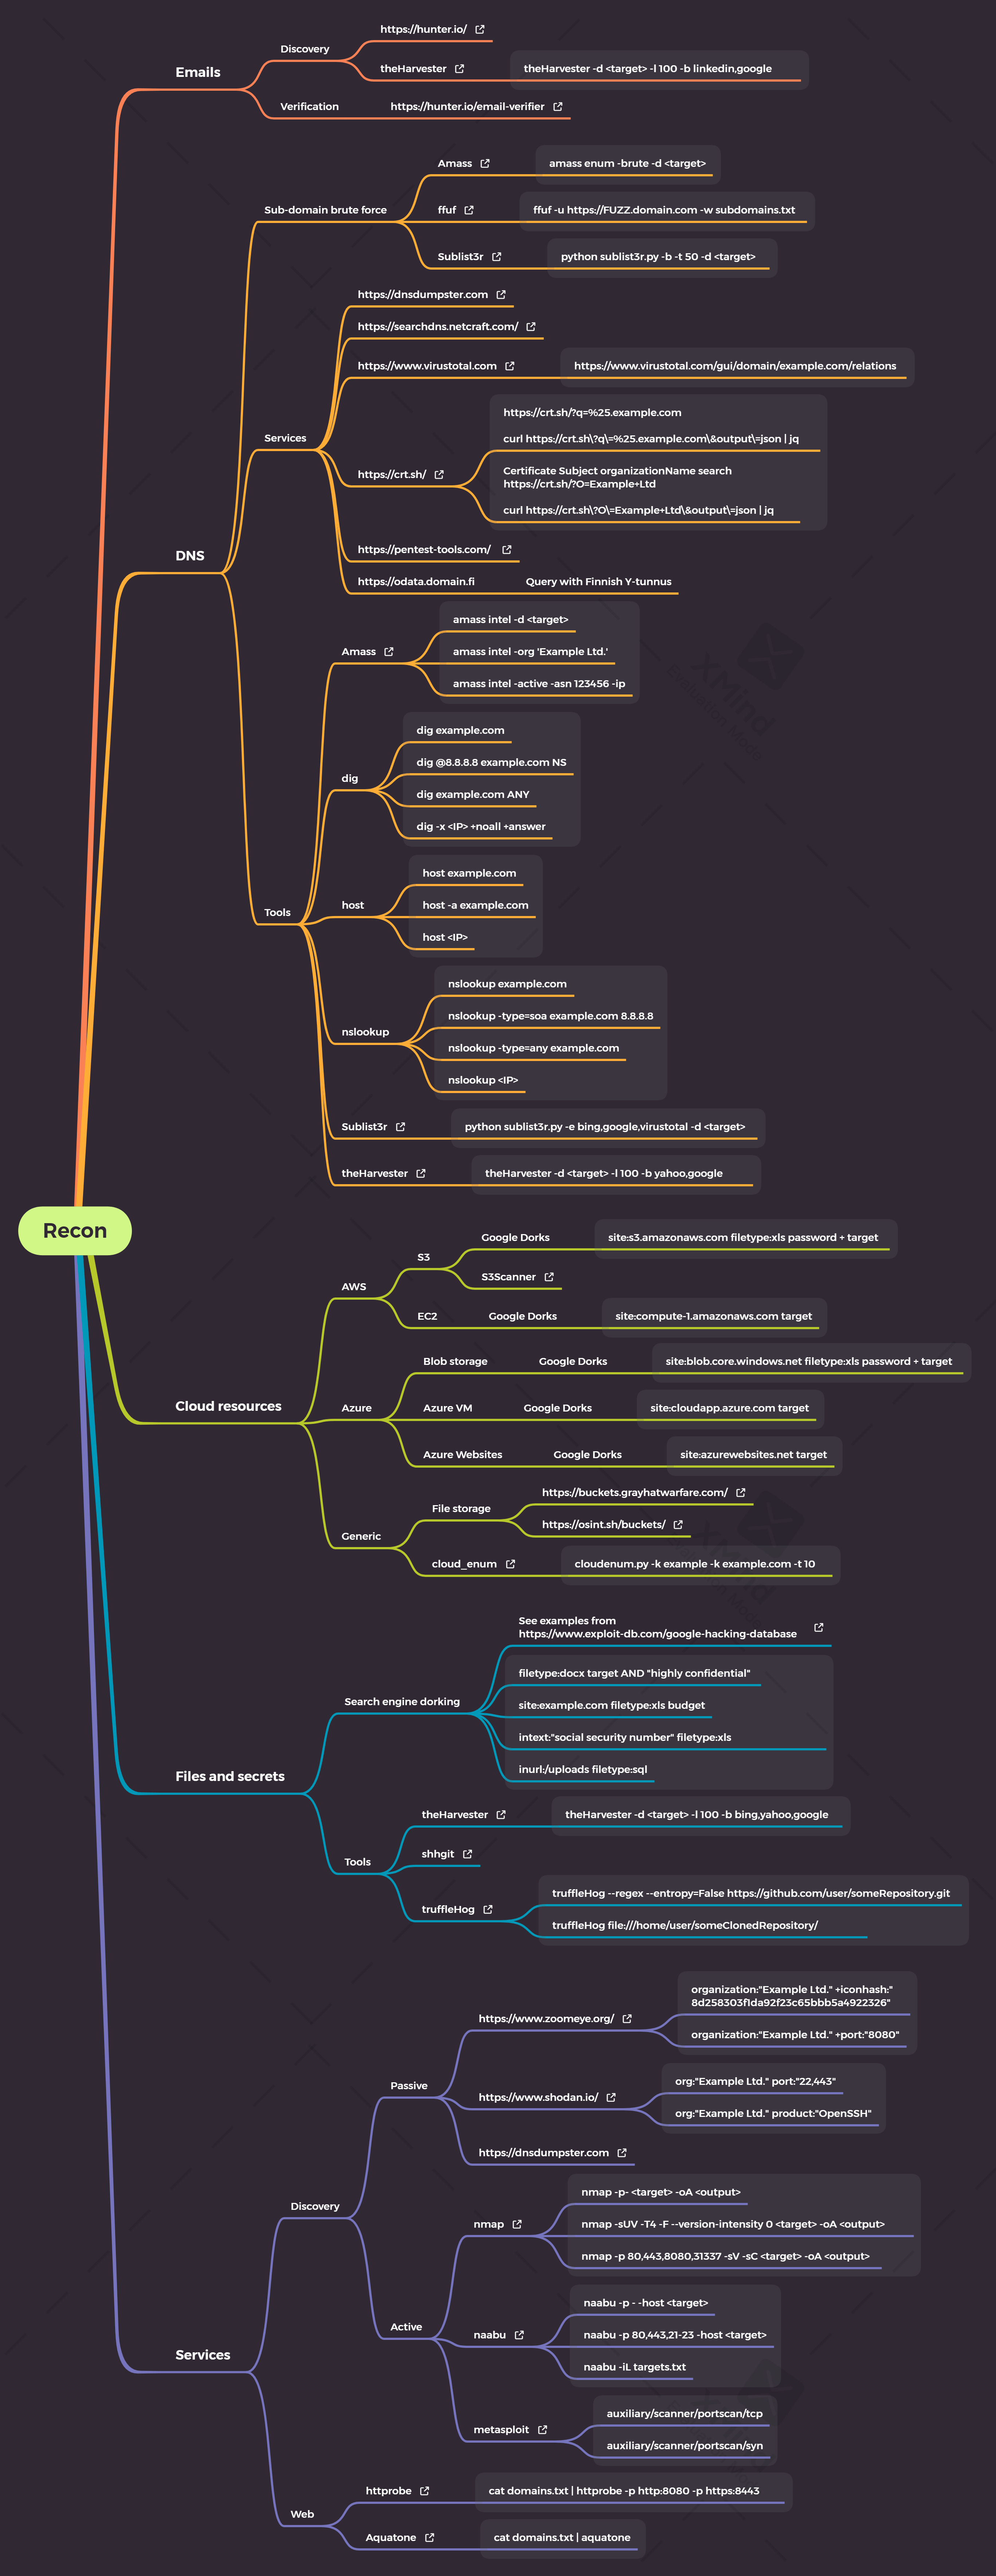 https://hunter.io/
Discovery
theHarvester
theHarvester -d <target> -l 100 -b linkedin,google
Emails
Verification
https://hunter.io/email-verifier
Amass
amass enum -brute -d <target>
Sub-domain brute force
ffuf
ffuf -u https://FUZZ.domain.com -w subdomains.txt
Sublist3r
python sublist3r.py -b -t 50 -d <target>
https://dnsdumpster.com
https://searchdns.netcraft.com/
https://www.virustotal.com
https://www.virustotal.com/gui/domain/example.com/relations
https://crt.sh/?q=%25.example.com
curl https://crt.sh\?q\=%25.example.com\&output\=json | jq
Services
https://crt.sh/
Certificate Subject organizationName search
https://crt.sh/?O=Example+Ltd
curl https://crt.sh\?O\=Example+Ltd\&output\=json | jq
DNS
https://pentest-tools.com/
https://odata.domain.fi
Query with Finnish Y-tunnus
amass intel -d <target>
Amass
amass intel -org 'Example Ltd.'
amass intel -active -asn 123456 -ip
dig example.com
dig @8.8.8.8 example.com NS
dig
dig example.com ANY
dig -x <IP> +noall +answer
host example.com
Tools
host
host -a example.com
host <IP>
nslookup example.com
nslookup -type=soa example.com 8.8.8.8
nslookup
nslookup -type=any example.com
nslookup <IP>
Sublist3r
python sublist3r.py -e bing,google,virustotal -d <target>
theHarvester
theHarvester -d <target> -l 100 -b yahoo,google
Recon
S3
Google Dorks
site:s3.amazonaws.com filetype:xls password + target
AWS
S3Scanner
EC2
Google Dorks
site:compute-1.amazonaws.com target
Blob storage
Google Dorks
site:blob.core.windows.net filetype:xls password + target
Cloud resources
Azure
Azure VM
Google Dorks
site:cloudapp.azure.com target
Azure Websites
Google Dorks
site:azurewebsites.net target
https://buckets.grayhatwarfare.com/
File storage
https://osint.sh/buckets/
Generic
cloud_enum
cloudenum.py -k example -k example.com -t 10
See examples from
https://www.exploit-db.com/google-hacking-database
filetype:docx target AND "highly confidential"
Search engine dorking
site:example.com filetype:xls budget
intext:"social security number" filetype:xls
inurl:/uploads filetype:sql
Files and secrets
theHarvester
theHarvester -d <target> -l 100 -b bing,yahoo,google
Tools
shhgit
truffleHog
truffleHog --regex --entropy=False https://github.com/user/someRepository.git
truffleHog file:///home/user/someClonedRepository/
organization:"Example Ltd." +iconhash:"
8d258303f1da92f23c65bbb5a4922326"
https://www.zoomeye.org/
organization:"Example Ltd." +port:"8080"
Passive
org:"Example Ltd." port:"22,443"
https://www.shodan.io/
org:"Example Ltd." product:"OpenSSH"
https://dnsdumpster.com
Discovery
nmap -p- <target> -oA <output>
nmap
nmap -sUV -T4 -F --version-intensity 0 <target> -oA <output>
nmap -p 80,443,8080,31337 -sV -sC <target> -oA <output>
Active
naabu -p - -host <target>
naabu
naabu -p 80,443,21-23 -host <target>
naabu -iL targets.txt
Services
auxiliary/scanner/portscan/tcp
metasploit
auxiliary/scanner/portscan/syn
httprobe
cat domains.txt | httprobe -p http:8080 -p https:8443
Web
Aquatone
cat domains.txt | aquatone
XMind